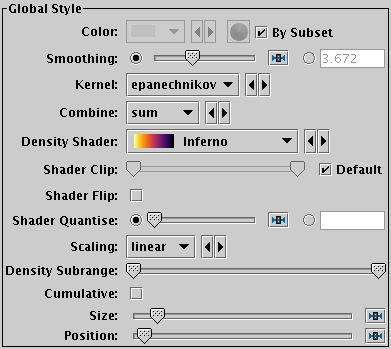 Global Style
Color: By Subset
Smoothing: 3.672
Kernel: epanechnikov
Combine: sum
Density Shader: Inferno
Shader Clip: Default
Shader Flip:
Shader Quantise:
Scaling: linear
Density Subrange:
Cumulative:
Size:
Position: